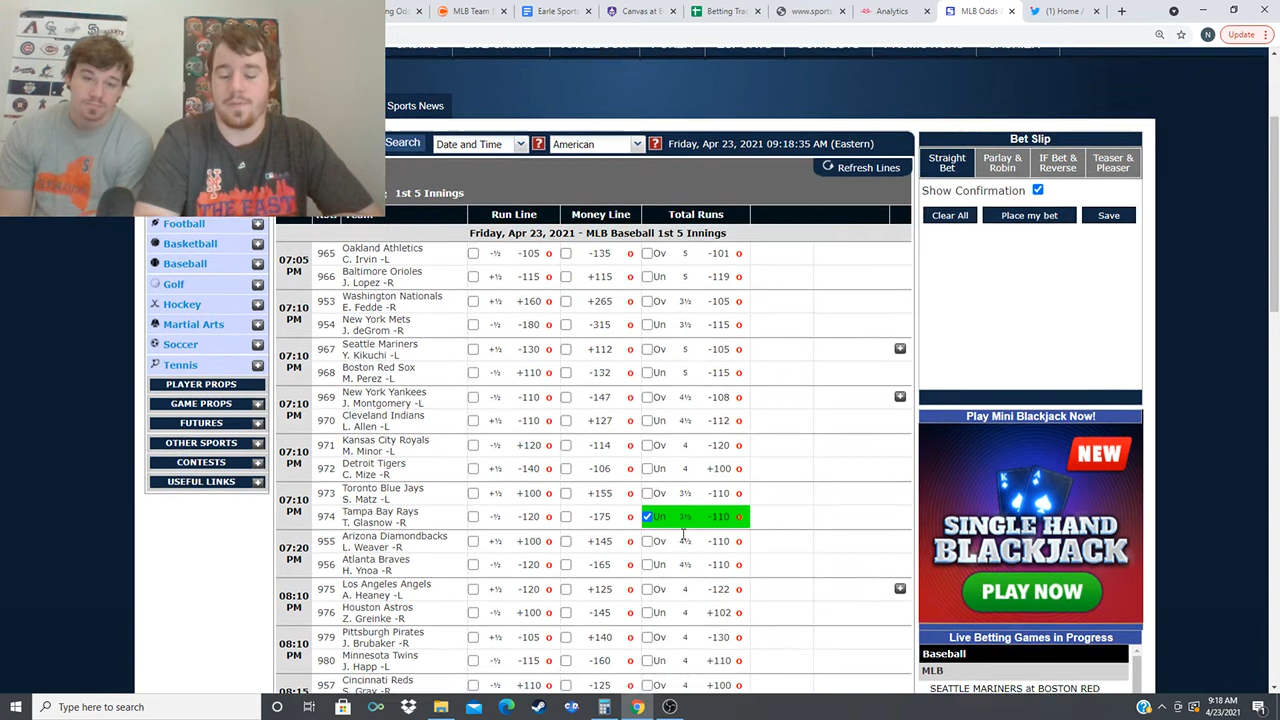 ing Odd
MLB Team B
Earle Sports
Canvas at E
Betting Trac
www.sports
Analytics
MLB Odds
(1) Home /
N
Update
Sports News
Search
Date and Time
?
American
?
Friday, Apr 23, 2021 09:18:35 AM (Eastern)
Refresh Lines
1st 5 Innings
Run Line Money Line Total Runs
Friday, Apr 23, 2021 - MLB Baseball 1st 5 Innings
07:05 PM
965 Oakland Athletics C. Irvin -L -½ -105 o -135 o Ov 5 -101 o
966 Baltimore Orioles J. Lopez -R +½ -115 o +115 o Un 5 -119 o
07:10 PM
953 Washington Nationals E. Fedde -R +½ +160 o +265 o Ov 3½ -105 o
954 New York Mets J. deGrom -R -½ -180 o -315 o Un 3½ -115 o
07:10 PM
967 Seattle Mariners Y. Kikuchi -L +½ -130 o +112 o Ov 5 -105 o
968 Boston Red Sox M. Perez -L -½ +110 o -132 o Un 5 -115 o
07:10 PM
969 New York Yankees J. Montgomery -L -½ -110 o -147 o Ov 4½ -108 o
970 Cleveland Indians L. Allen -L +½ -110 o +127 o Un 4½ -112 o
07:10 PM
971 Kansas City Royals M. Minor -L -½ +120 o -114 o Ov 4 -120 o
972 Detroit Tigers C. Mize -R +½ -140 o -106 o Un 4 +100 o
07:10 PM
973 Toronto Blue Jays S. Matz -L +½ +100 o +155 o Ov 3½ -110 o
974 Tampa Bay Rays T. Glasnow -R -½ -120 o -175 o Un 3½ -110 o
07:20 PM
955 Arizona Diamondbacks L. Weaver -R +½ +100 o +145 o Ov 4½ -110 o
956 Atlanta Braves H. Ynoa -R -½ -120 o -165 o Un 4½ -110 o
08:10 PM
975 Los Angeles Angels A. Heaney -L +½ -120 o +125 o Ov 4 -122 o
976 Houston Astros Z. Greinke -R -½ +100 o -145 o Un 4 +102 o
08:10 PM
979 Pittsburgh Pirates J. Brubaker -R +½ -105 o +140 o Ov 4 -130 o
980 Minnesota Twins J. Happ -L -½ -115 o -160 o Un 4 +110 o
08:15
957 Cincinnati Reds S. Gray -R -½ +110 o -125 o Ov 4 +100 o
Football
Basketball
Baseball
Golf
Hockey
Martial Arts
Soccer
Tennis
PLAYER PROPS
GAME PROPS
FUTURES
OTHER SPORTS
CONTESTS
USEFUL LINKS
Bet Slip
Straight Bet
Parlay & Robin
IF Bet & Reverse
Teaser & Pleaser
Show Confirmation
Clear All
Place my bet
Save
Play Mini Blackjack Now!
NEW
K
A
SINGLE HAND
BLACKJACK
PLAY NOW
Live Betting Games in Progress
Baseball
MLB
SEATTLE MARINERS at BOSTON RED
THE EAST
Type here to search
9:18 AM
4/23/2021